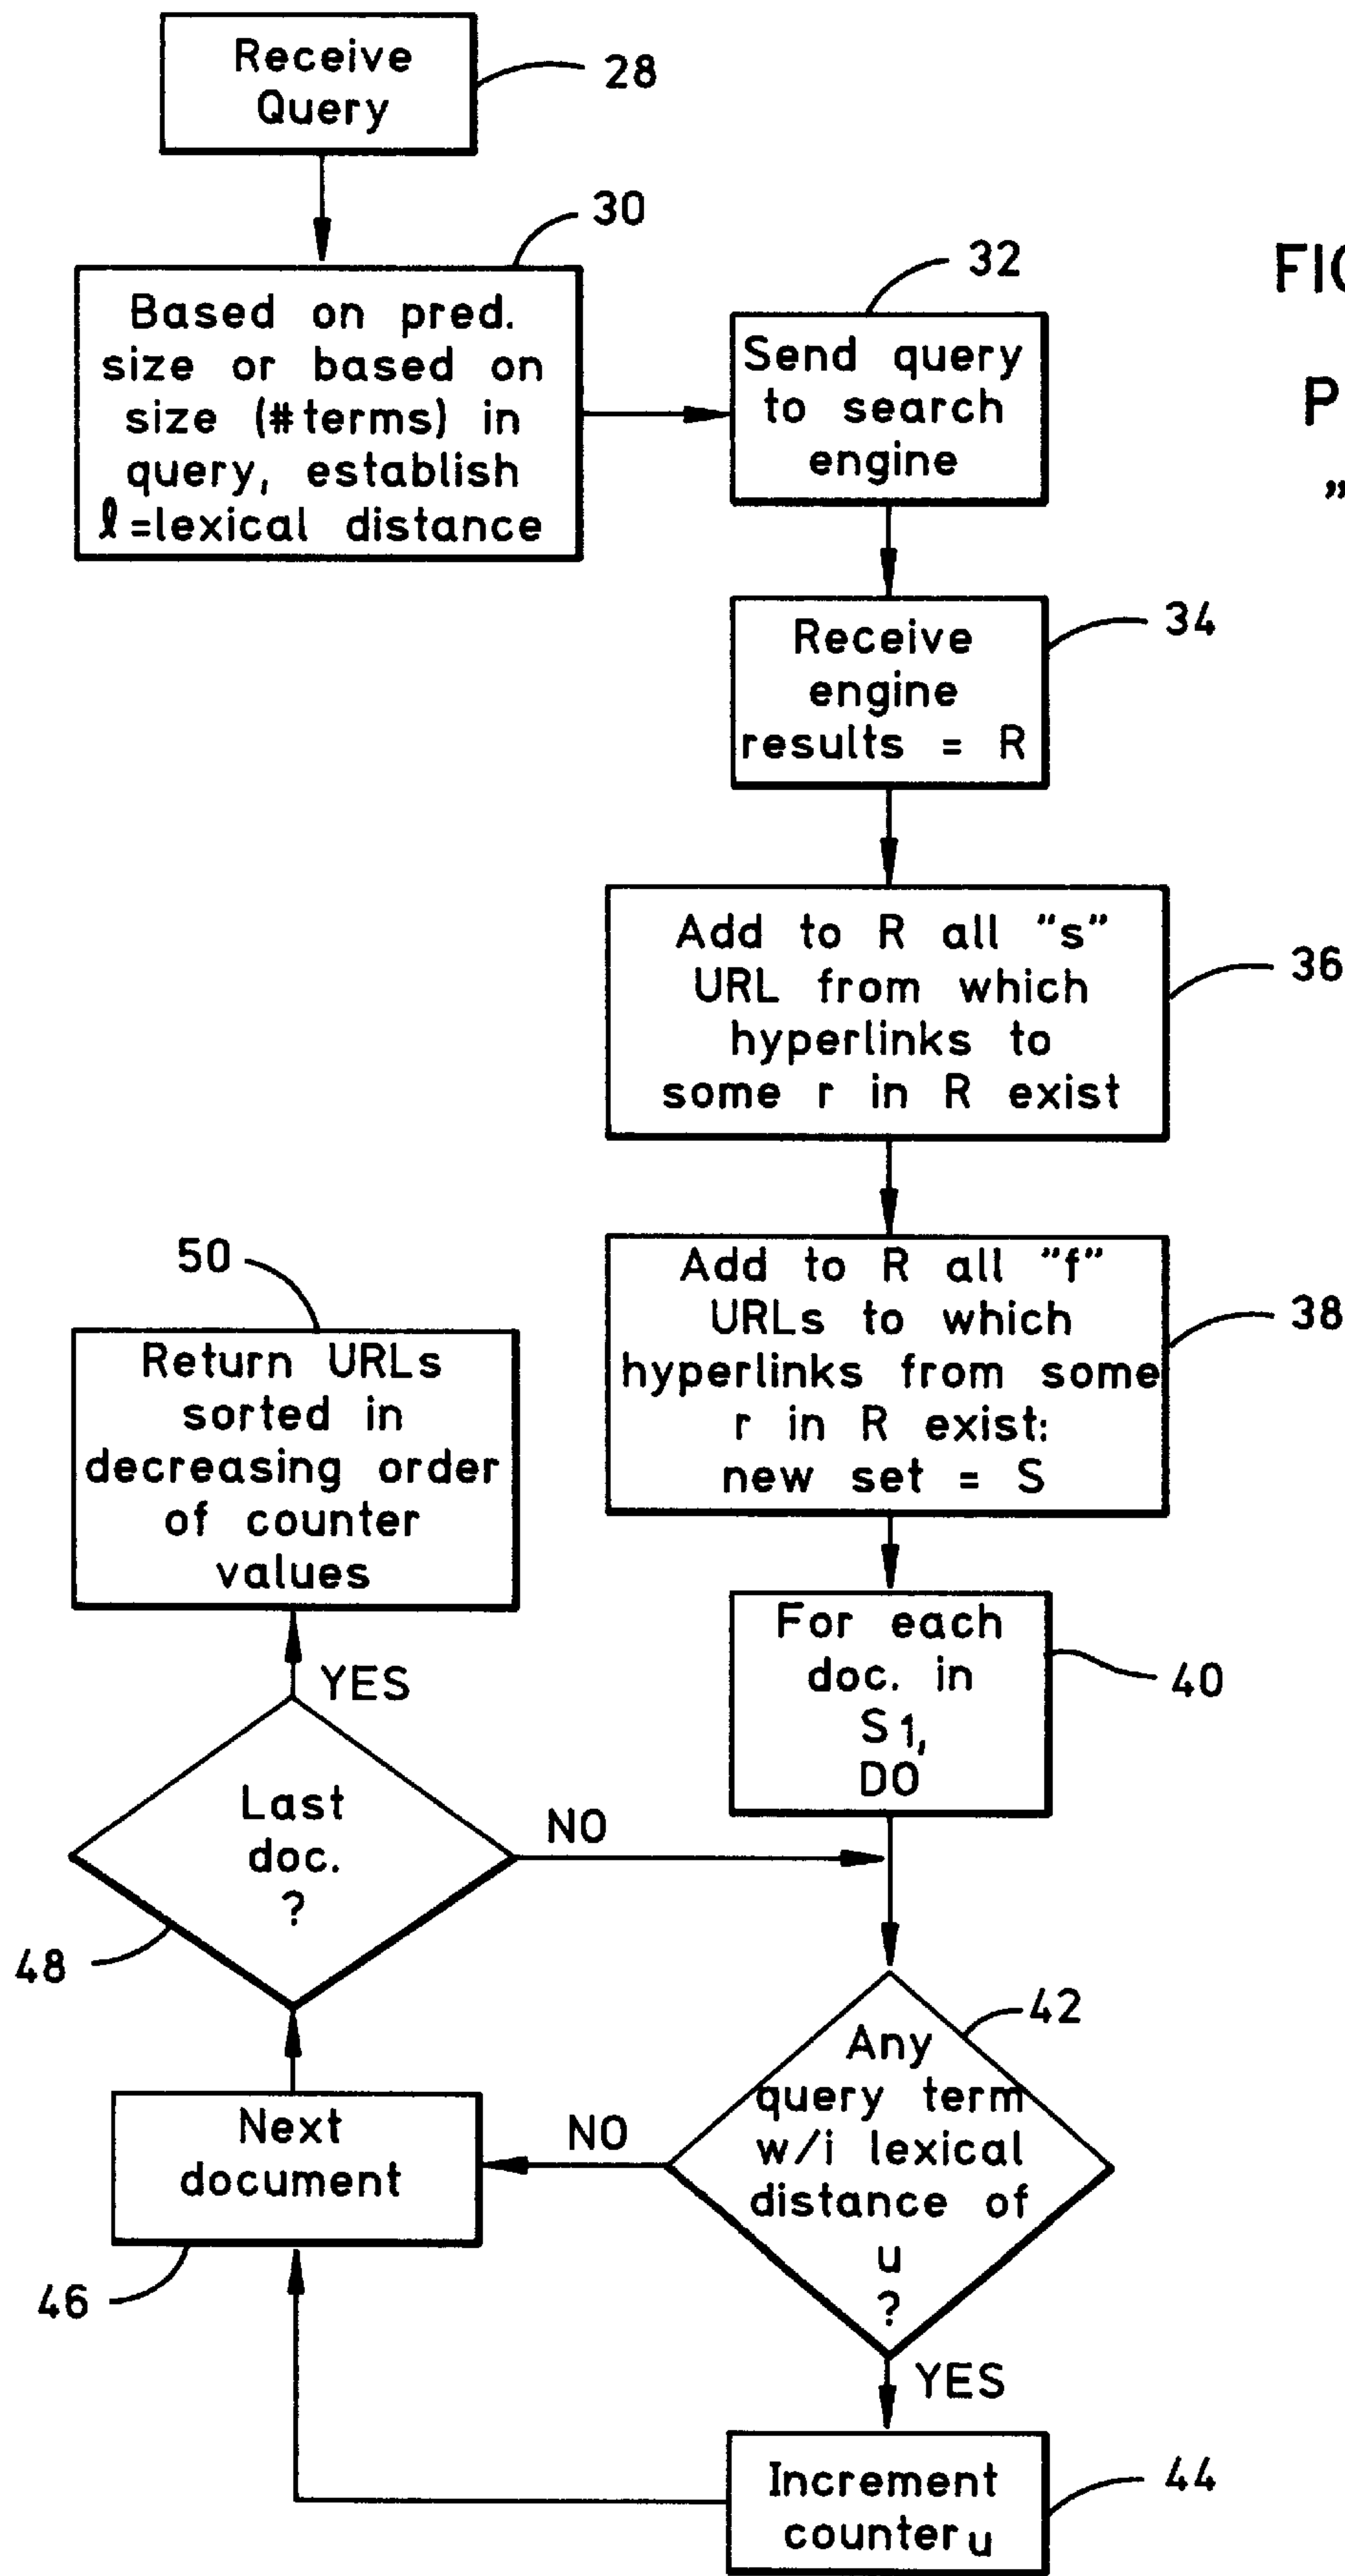 Receive
Query
28
30
Based on pred.
size or based on
size (#terms) in
query, establish
ℓ=lexical distance
32
Send query
to search
engine
34
Receive
engine
results = R
36
Add to R all "s"
URL from which
hyperlinks to
some r in R exist
38
Add to R all "f"
URLs to which
hyperlinks from some
r in R exist:
new set = S
50
Return URLs
sorted in
decreasing order
of counter
values
40
For each
doc. in
S1,
DO
YES
Last
doc.
?
NO
48
42
Any
query term
w/i lexical
distance of
u
?
NO
Next
document
46
YES
Increment
counter u
44